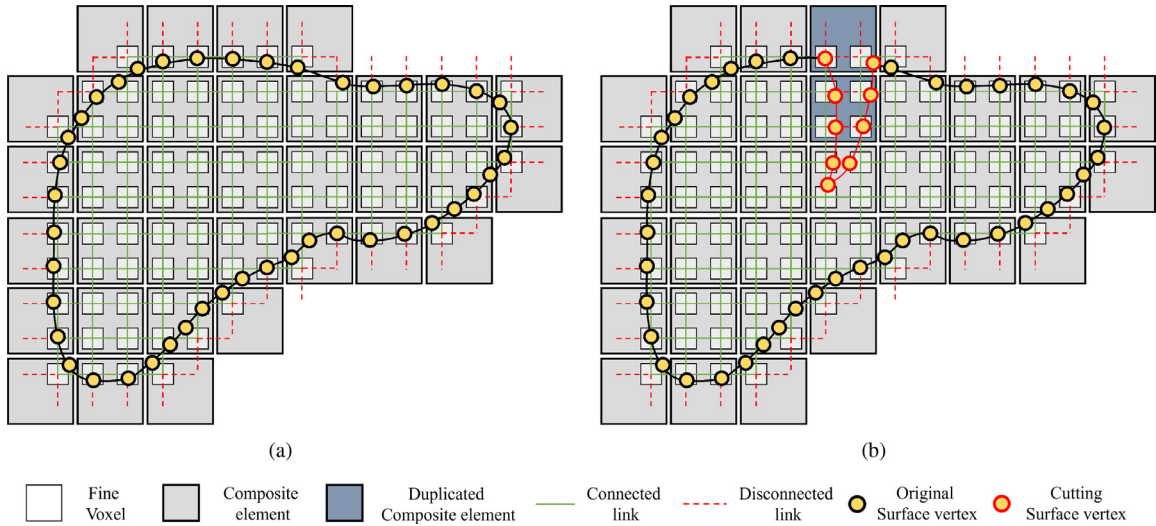 (a)
(b)
Fine
Voxel
Composite
element
Duplicated
Composite element
Connected
link
Disconnected
link
Original
Surface vertex
Cutting
Surface vertex